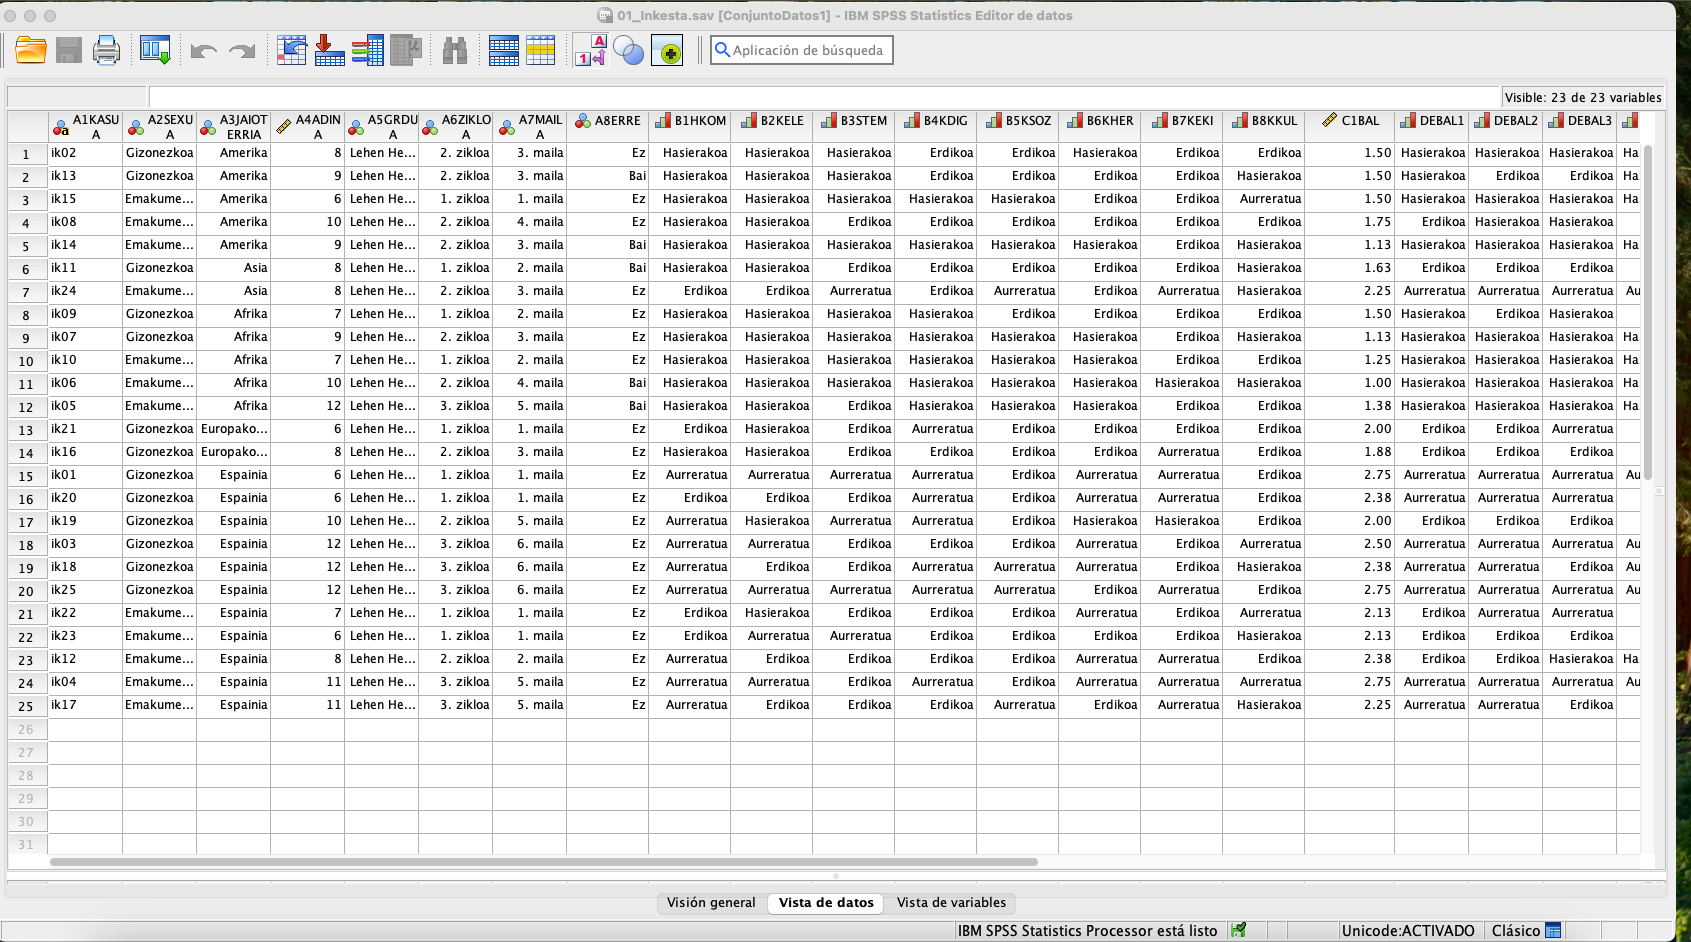 01_Inkesta.sav [ConjuntoDatos1] - IBM SPSS Statistics Editor de datos
Aplicación de búsqueda
Visible: 23 de 23 variables
A1KASUA A2SEXUA A3JAIOTERRIA A4ADINA A5GRDUA A6ZIKLOA A7MAILA A8ERRE B1HKOM B2KELE B3STEM B4KDIG B5KSOZ B6KHER B7KEKI B8KKUL C1BAL DEBAL1 DEBAL2 DEBAL3
1 ik02 Gizonezkoa Amerika 8 Lehen He... 2. zikloa 3. maila Ez Hasierakoa Hasierakoa Hasierakoa Erdikoa Erdikoa Hasierakoa Erdikoa Erdikoa 1.50 Hasierakoa Hasierakoa Hasierakoa Ha
2 ik13 Gizonezkoa Amerika 9 Lehen He... 2. zikloa 3. maila Bai Hasierakoa Hasierakoa Hasierakoa Erdikoa Erdikoa Erdikoa Erdikoa Hasierakoa 1.50 Hasierakoa Erdikoa Erdikoa Ha
3 ik15 Emakume... Amerika 6 Lehen He... 1. zikloa 1. maila Ez Hasierakoa Hasierakoa Hasierakoa Hasierakoa Hasierakoa Erdikoa Erdikoa Aurreratua 1.50 Hasierakoa Hasierakoa Hasierakoa Ha
4 ik08 Emakume... Amerika 10 Lehen He... 2. zikloa 4. maila Ez Hasierakoa Hasierakoa Erdikoa Erdikoa Erdikoa Erdikoa Erdikoa Erdikoa 1.75 Erdikoa Hasierakoa Hasierakoa
5 ik14 Emakume... Amerika 9 Lehen He... 2. zikloa 3. maila Bai Hasierakoa Hasierakoa Hasierakoa Hasierakoa Hasierakoa Hasierakoa Erdikoa Hasierakoa 1.13 Hasierakoa Hasierakoa Hasierakoa Ha
6 ik11 Gizonezkoa Asia 8 Lehen He... 1. zikloa 2. maila Bai Hasierakoa Hasierakoa Erdikoa Erdikoa Erdikoa Erdikoa Erdikoa Hasierakoa 1.63 Erdikoa Erdikoa Erdikoa
7 ik24 Emakume... Asia 8 Lehen He... 2. zikloa 3. maila Ez Erdikoa Erdikoa Aurreratua Erdikoa Aurreratua Erdikoa Aurreratua Hasierakoa 2.25 Aurreratua Aurreratua Aurreratua Au
8 ik09 Gizonezkoa Afrika 7 Lehen He... 1. zikloa 2. maila Ez Hasierakoa Hasierakoa Hasierakoa Hasierakoa Erdikoa Erdikoa Erdikoa Erdikoa 1.50 Hasierakoa Erdikoa Hasierakoa Ha
9 ik07 Gizonezkoa Afrika 9 Lehen He... 2. zikloa 3. maila Ez Hasierakoa Hasierakoa Hasierakoa Hasierakoa Hasierakoa Hasierakoa Erdikoa Hasierakoa 1.13 Hasierakoa Hasierakoa Hasierakoa Ha
10 ik10 Emakume... Afrika 7 Lehen He... 1. zikloa 2. maila Ez Hasierakoa Hasierakoa Hasierakoa Hasierakoa Hasierakoa Hasierakoa Erdikoa Erdikoa 1.25 Hasierakoa Hasierakoa Hasierakoa Ha
11 ik06 Emakume... Afrika 10 Lehen He... 2. zikloa 4. maila Bai Hasierakoa Hasierakoa Hasierakoa Hasierakoa Hasierakoa Hasierakoa Hasierakoa Hasierakoa 1.00 Hasierakoa Hasierakoa Hasierakoa Ha
12 ik05 Emakume... Afrika 12 Lehen He... 3. zikloa 5. maila Bai Hasierakoa Hasierakoa Erdikoa Hasierakoa Hasierakoa Hasierakoa Erdikoa Erdikoa 1.38 Hasierakoa Hasierakoa Hasierakoa Ha
13 ik21 Gizonezkoa Europako... 6 Lehen He... 1. zikloa 1. maila Ez Erdikoa Hasierakoa Erdikoa Aurreratua Erdikoa Erdikoa Erdikoa Erdikoa 2.00 Erdikoa Erdikoa Aurreratua
14 ik16 Gizonezkoa Europako... 8 Lehen He... 2. zikloa 3. maila Ez Hasierakoa Hasierakoa Erdikoa Erdikoa Erdikoa Erdikoa Aurreratua Erdikoa 1.88 Erdikoa Erdikoa Erdikoa
15 ik01 Gizonezkoa Espainia 6 Lehen He... 1. zikloa 1. maila Ez Aurreratua Aurreratua Aurreratua Aurreratua Erdikoa Aurreratua Aurreratua Erdikoa 2.75 Aurreratua Aurreratua Aurreratua Au
16 ik20 Gizonezkoa Espainia 6 Lehen He... 1. zikloa 1. maila Ez Erdikoa Erdikoa Erdikoa Aurreratua Erdikoa Aurreratua Aurreratua Erdikoa 2.38 Aurreratua Aurreratua Aurreratua
17 ik19 Gizonezkoa Espainia 10 Lehen He... 2. zikloa 5. maila Ez Aurreratua Hasierakoa Aurreratua Aurreratua Erdikoa Hasierakoa Hasierakoa Erdikoa 2.00 Erdikoa Erdikoa Erdikoa
18 ik03 Gizonezkoa Espainia 12 Lehen He... 3. zikloa 6. maila Ez Aurreratua Aurreratua Erdikoa Erdikoa Erdikoa Aurreratua Erdikoa Aurreratua 2.50 Aurreratua Aurreratua Aurreratua Au
19 ik18 Gizonezkoa Espainia 12 Lehen He... 3. zikloa 6. maila Ez Aurreratua Erdikoa Aurreratua Erdikoa Aurreratua Aurreratua Erdikoa Hasierakoa 2.38 Aurreratua Aurreratua Erdikoa Au
20 ik25 Gizonezkoa Espainia 12 Lehen He... 3. zikloa 6. maila Ez Aurreratua Aurreratua Aurreratua Aurreratua Aurreratua Erdikoa Aurreratua Erdikoa 2.75 Aurreratua Aurreratua Aurreratua Au
21 ik22 Emakume... Espainia 7 Lehen He... 1. zikloa 1. maila Ez Erdikoa Hasierakoa Erdikoa Erdikoa Erdikoa Aurreratua Erdikoa Aurreratua 2.13 Erdikoa Aurreratua Aurreratua
22 ik23 Emakume... Espainia 6 Lehen He... 1. zikloa 1. maila Ez Erdikoa Aurreratua Aurreratua Erdikoa Erdikoa Erdikoa Erdikoa Hasierakoa 2.13 Erdikoa Erdikoa Erdikoa
23 ik12 Emakume... Espainia 8 Lehen He... 2. zikloa 2. maila Ez Aurreratua Erdikoa Erdikoa Erdikoa Erdikoa Aurreratua Aurreratua Erdikoa 2.38 Erdikoa Erdikoa Hasierakoa Ha
24 ik04 Emakume... Espainia 11 Lehen He... 3. zikloa 5. maila Ez Aurreratua Aurreratua Erdikoa Aurreratua Erdikoa Aurreratua Aurreratua Aurreratua 2.75 Aurreratua Aurreratua Aurreratua Au
25 ik17 Emakume... Espainia 11 Lehen He... 3. zikloa 5. maila Ez Aurreratua Erdikoa Erdikoa Erdikoa Aurreratua Erdikoa Aurreratua Hasierakoa 2.25 Aurreratua Aurreratua Erdikoa
26
27
28
29
30
31
Visión general Vista de datos Vista de variables
IBM SPSS Statistics Processor está listo Unicode:ACTIVADO Clásico